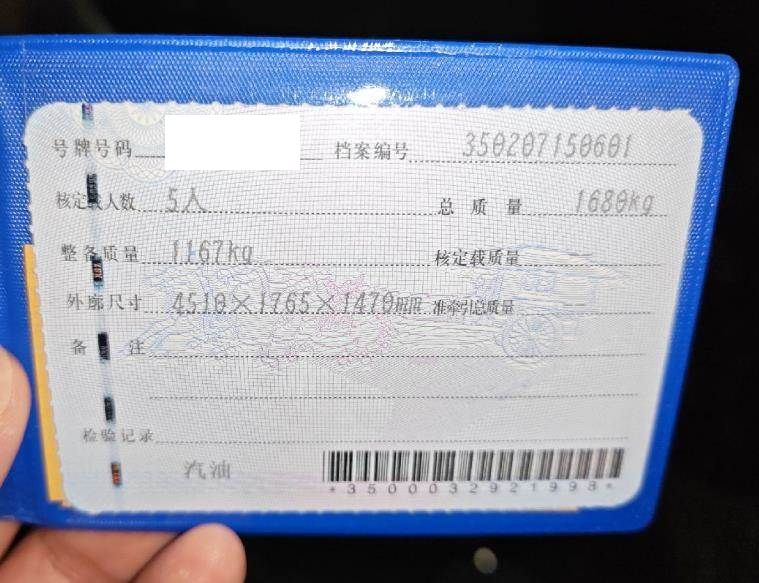 号牌号码 档案编号 350207150601
核定载人数 5人 总质量 1680kg
整备质量 1167kg 核定载质量 --
外廓尺寸 4510×1765×1470mm 准牵引总质量 --
备注
检验记录
汽油
*3500032921998*